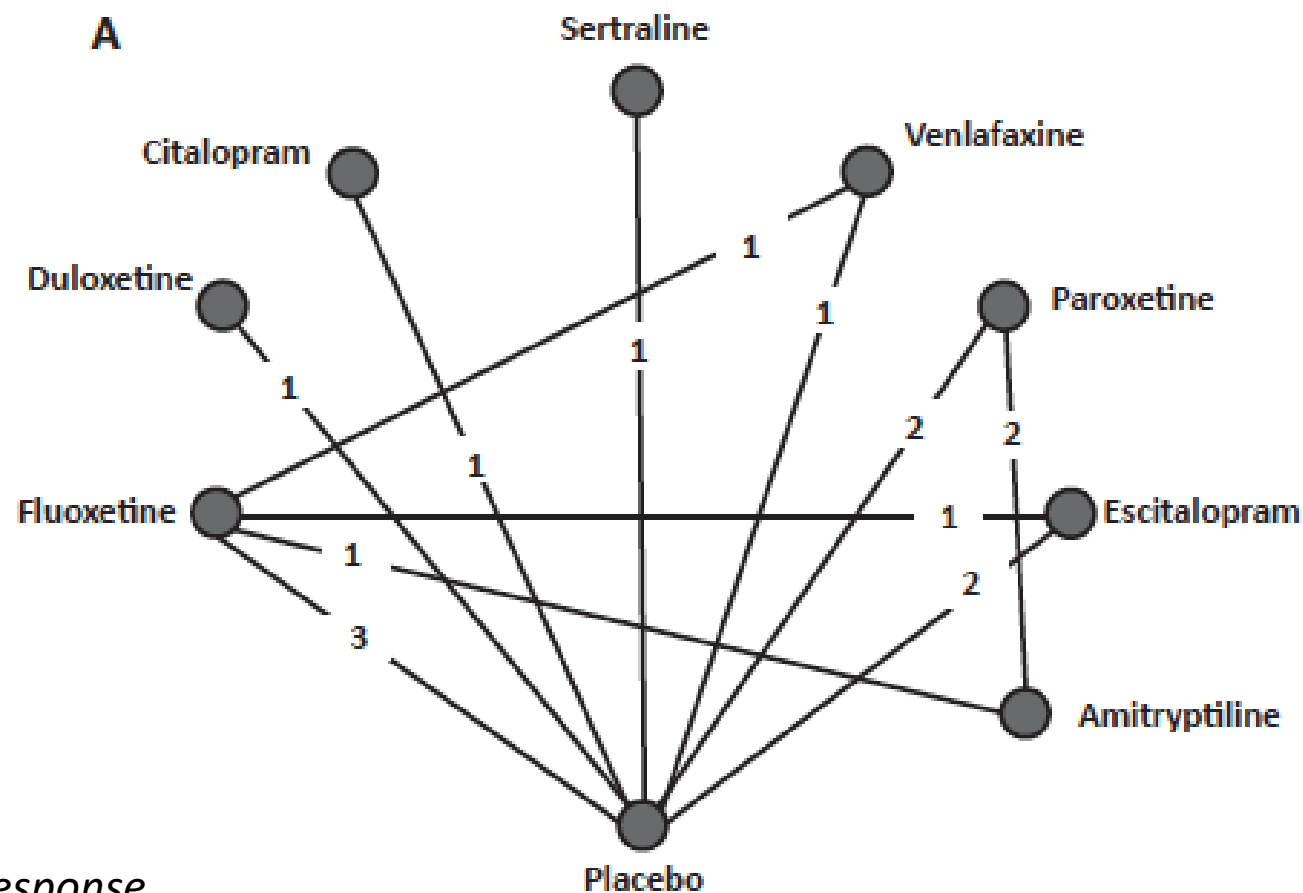 A
Sertraline
Venlafaxine
Citalopram
1
Duloxetine
Paroxetine
1
1
1
2
2
1
Fluoxetine
1
Escitalopram
1
2
3
Amitryptiline
Placebo
esponse